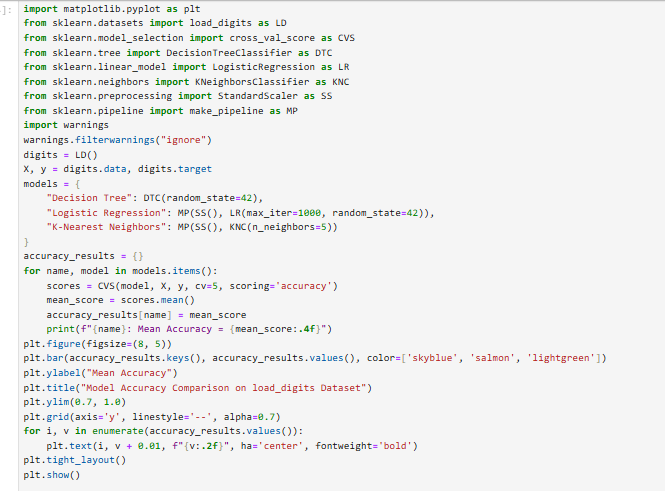 ]:
import matplotlib.pyplot as plt
from sklearn.datasets import load_digits as LD
from sklearn.model_selection import cross_val_score as CVS
from sklearn.tree import DecisionTreeClassifier as DTC
from sklearn.linear_model import LogisticRegression as LR
from sklearn.neighbors import KNeighborsClassifier as KNC
from sklearn.preprocessing import StandardScaler as SS
from sklearn.pipeline import make_pipeline as MP
import warnings
warnings.filterwarnings("ignore")
digits = LD()
X, y = digits.data, digits.target
models = {
    "Decision Tree": DTC(random_state=42),
    "Logistic Regression": MP(SS(), LR(max_iter=1000, random_state=42)),
    "K-Nearest Neighbors": MP(SS(), KNC(n_neighbors=5))
}
accuracy_results = {}
for name, model in models.items():
    scores = CVS(model, X, y, cv=5, scoring='accuracy')
    mean_score = scores.mean()
    accuracy_results[name] = mean_score
    print(f"{name}: Mean Accuracy = {mean_score:.4f}")
plt.figure(figsize=(8, 5))
plt.bar(accuracy_results.keys(), accuracy_results.values(), color=['skyblue', 'salmon', 'lightgreen'])
plt.ylabel("Mean Accuracy")
plt.title("Model Accuracy Comparison on load_digits Dataset")
plt.ylim(0.7, 1.0)
plt.grid(axis='y', linestyle='--', alpha=0.7)
for i, v in enumerate(accuracy_results.values()):
    plt.text(i, v + 0.01, f"{v:.2f}", ha='center', fontweight='bold')
plt.tight_layout()
plt.show()